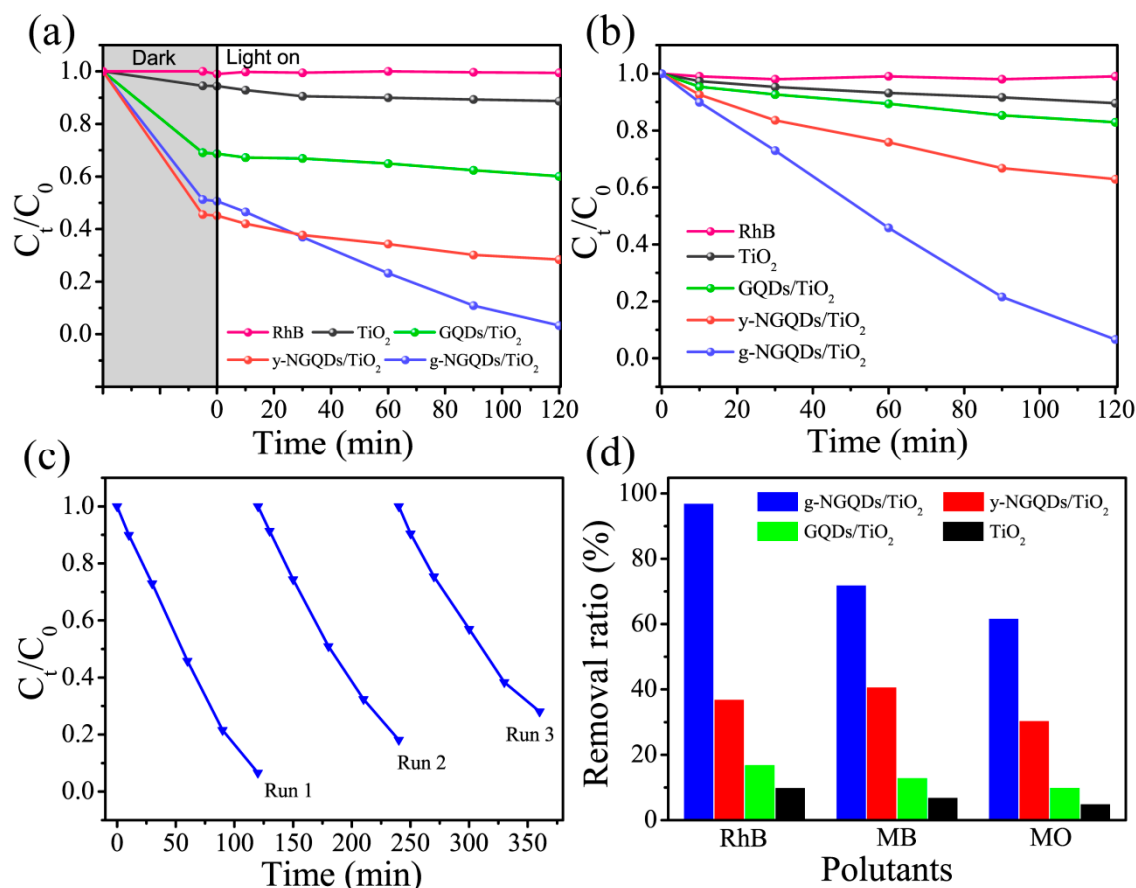 (a)
Dark Light on
1.0
0.8
0.6
0.4
0.2
0.0
C_t/C_0
RhB TiO₂ GQDs/TiO₂
y-NGQDs/TiO₂ g-NGQDs/TiO₂
0 20 40 60 80 100 120
Time (min)
(b)
1.0
0.8
0.6
0.4
0.2
0.0
C_t/C_0
RhB
TiO₂
GQDs/TiO₂
y-NGQDs/TiO₂
g-NGQDs/TiO₂
0 20 40 60 80 100 120
Time (min)
(c)
1.0
0.8
0.6
0.4
0.2
0.0
C_t/C_0
Run 1
Run 2
Run 3
0 50 100 150 200 250 300 350
Time (min)
(d)
100
80
60
40
20
0
Removal ratio (%)
g-NGQDs/TiO₂ y-NGQDs/TiO₂
GQDs/TiO₂ TiO₂
RhB MB MO
Polutants